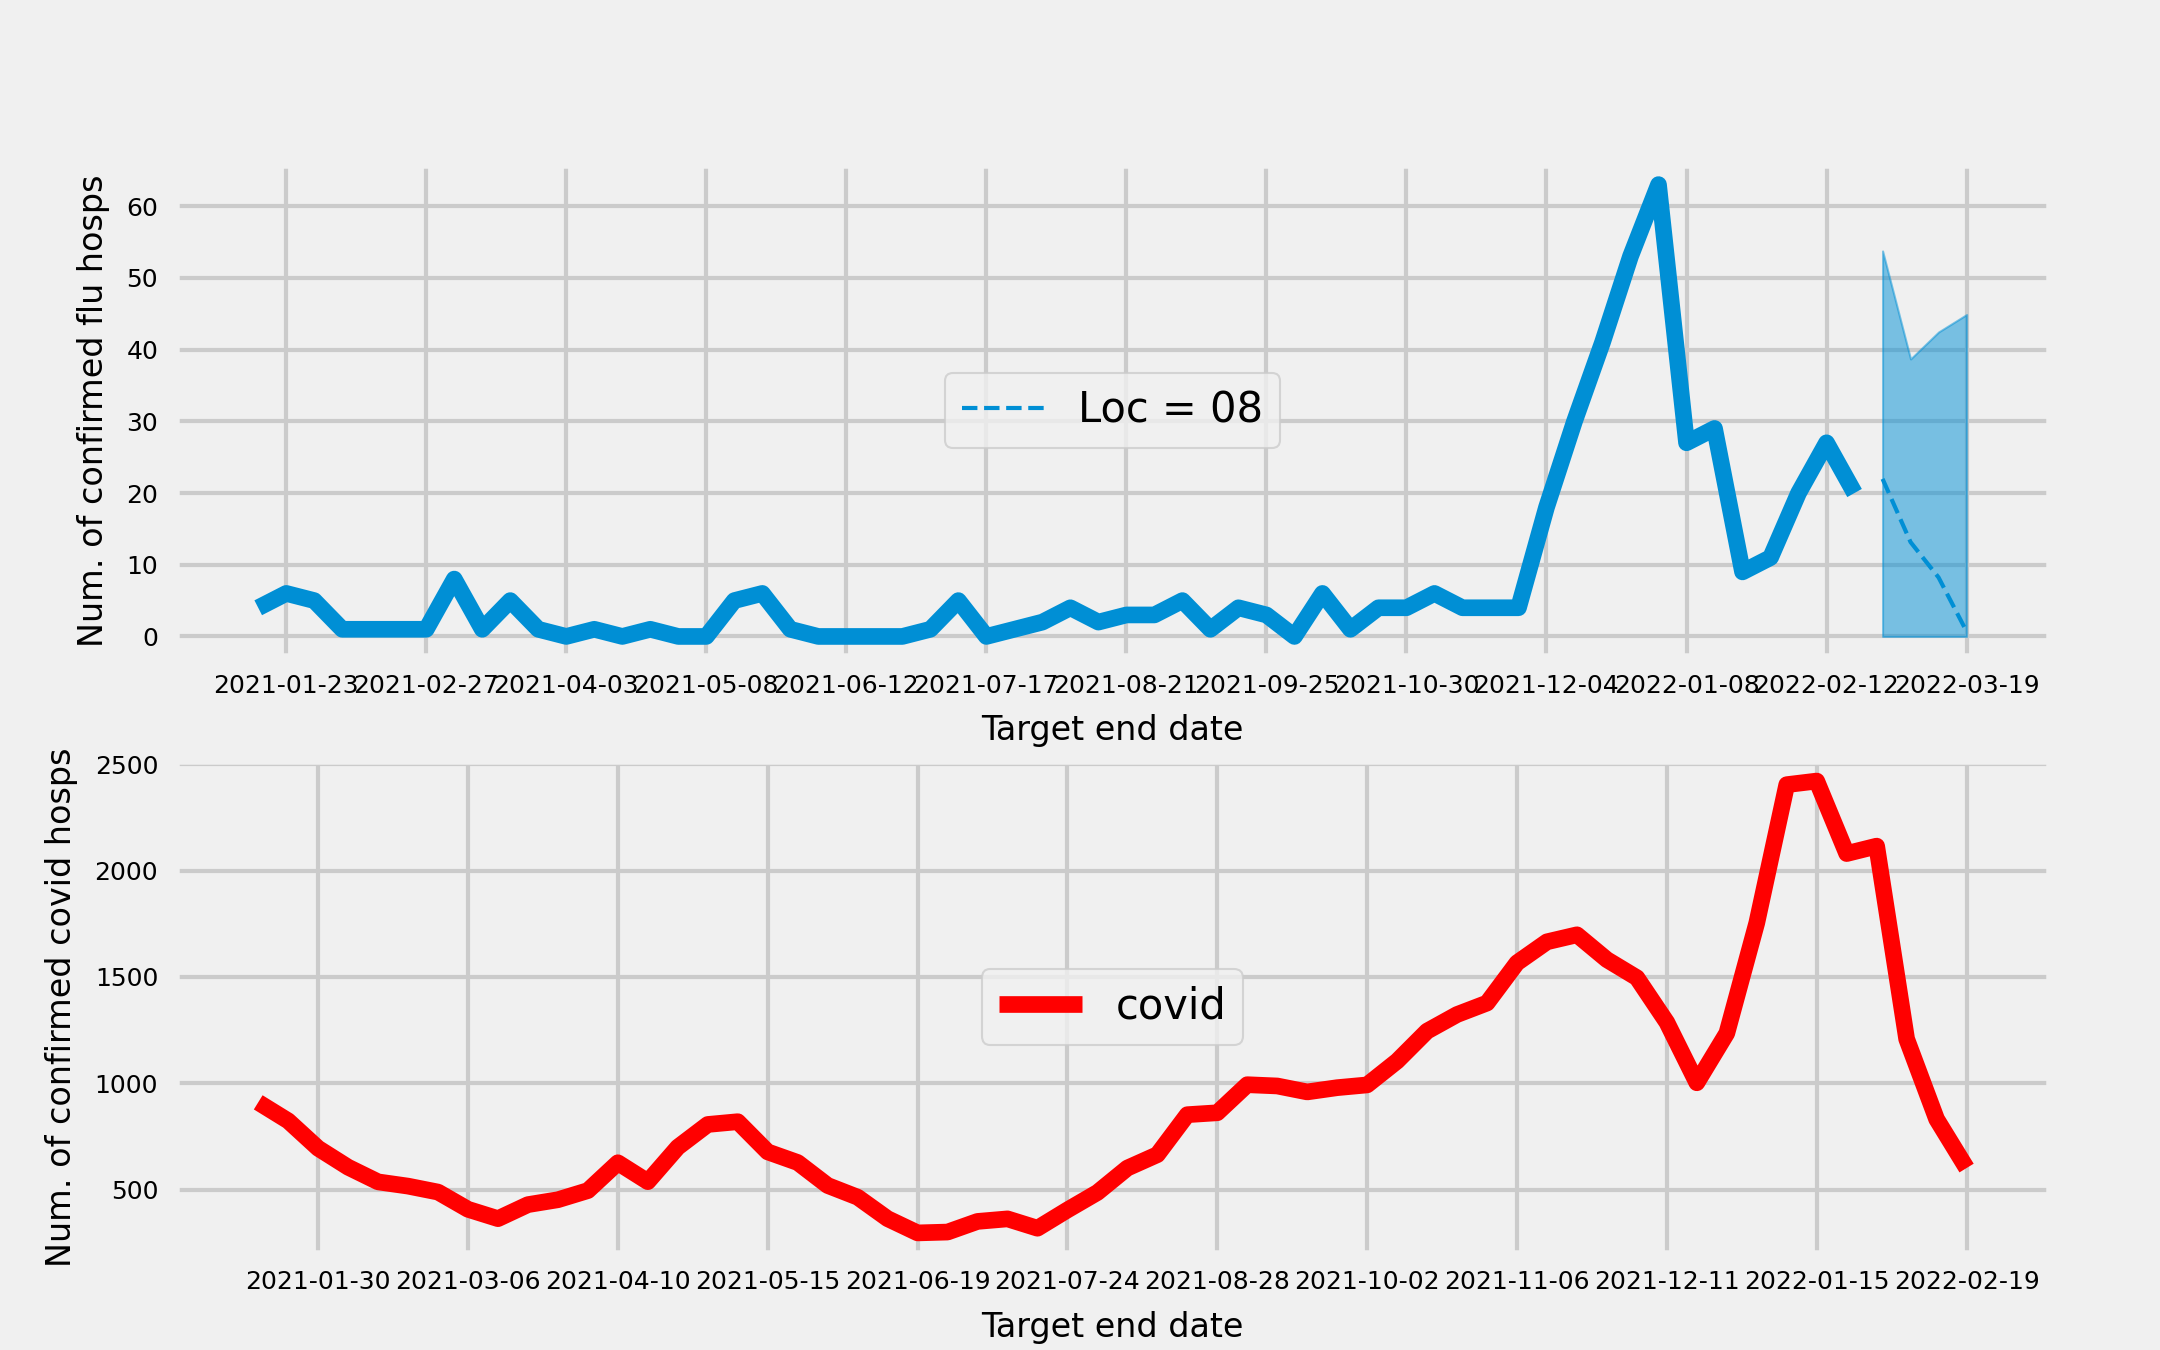 Num. of confirmed flu hosps
60
50
40
30
20
10
0
Loc = 08
2021-01-23 2021-02-27 2021-04-03 2021-05-08 2021-06-12 2021-07-17 2021-08-21 2021-09-25 2021-10-30 2021-12-04 2022-01-08 2022-02-12 2022-03-19
Target end date
Num. of confirmed covid hosps
2500
2000
1500
1000
500
covid
2021-01-30 2021-03-06 2021-04-10 2021-05-15 2021-06-19 2021-07-24 2021-08-28 2021-10-02 2021-11-06 2021-12-11 2022-01-15 2022-02-19
Target end date